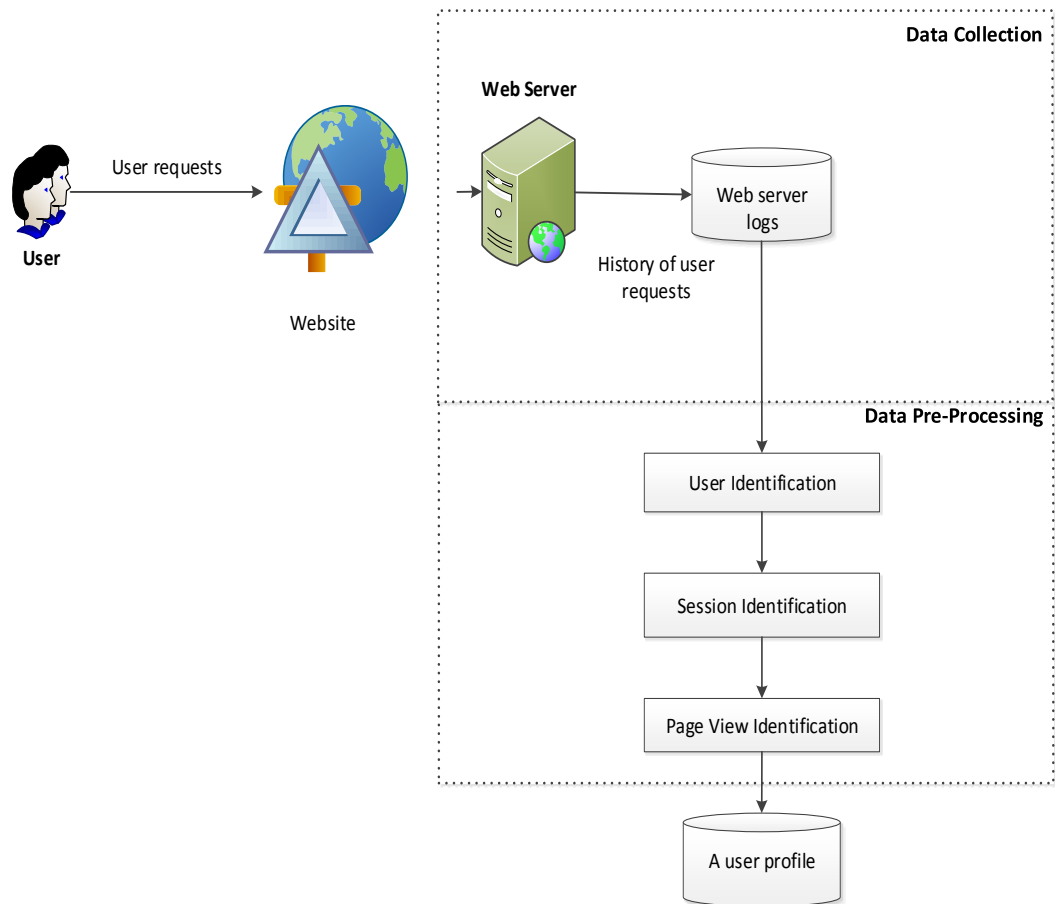 Data Collection
Web Server
User requests
Web server
logs
User
History of user
requests
Website
Data Pre-Processing
User Identification
Session Identification
Page View Identification
A user profile